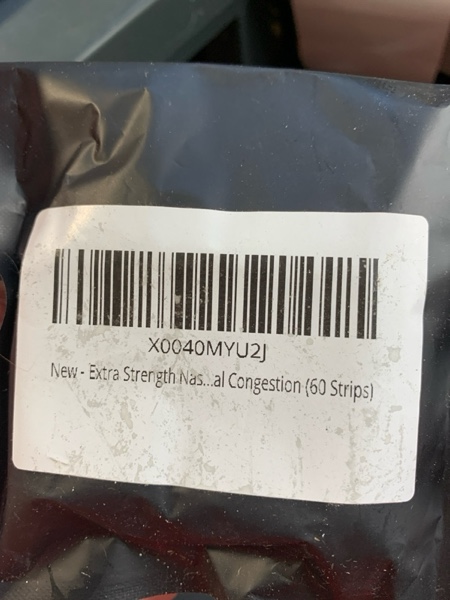 X0040MYU2J
New - Extra Strength Nas...al Congestion (60 Strips)